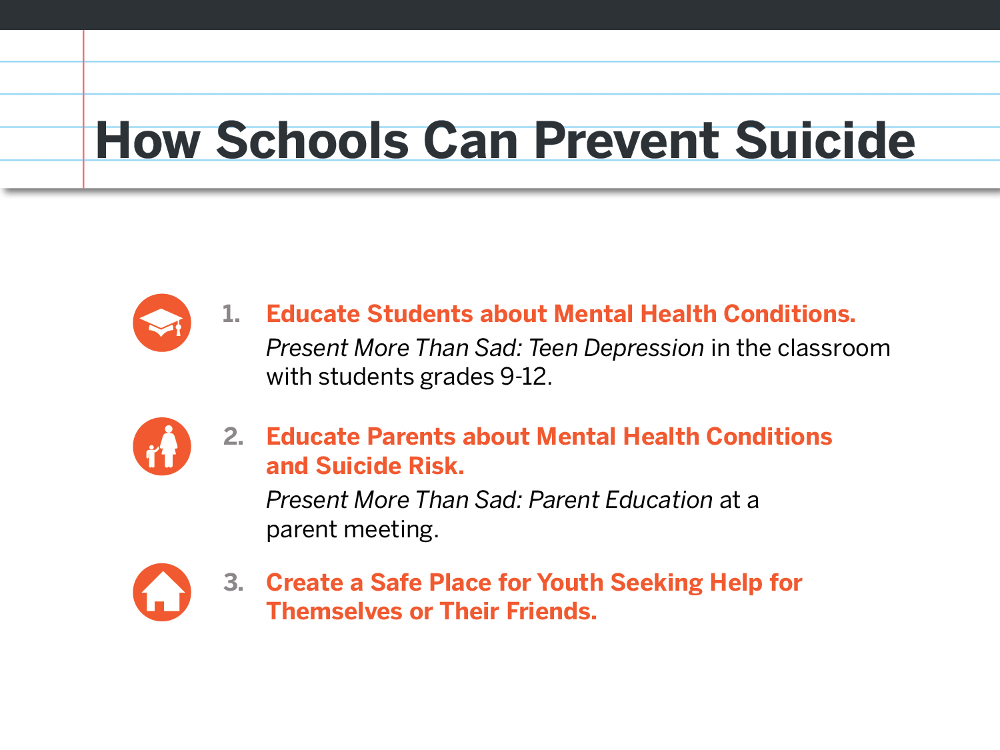 How Schools Can Prevent Suicide
1. Educate Students about Mental Health Conditions.
Present More Than Sad: Teen Depression in the classroom
with students grades 9-12.
2. Educate Parents about Mental Health Conditions
and Suicide Risk.
Present More Than Sad: Parent Education at a
parent meeting.
3. Create a Safe Place for Youth Seeking Help for
Themselves or Their Friends.